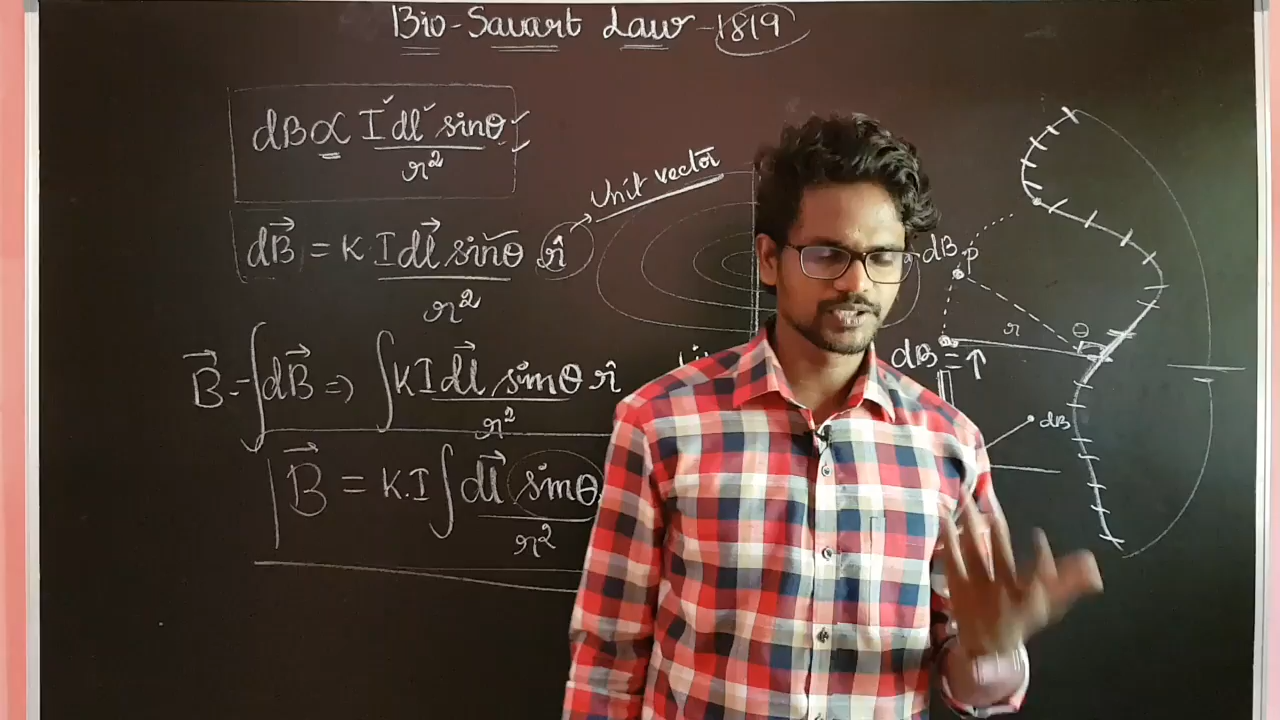 Bio-Savart Law-1819
dB ∝ I dl sinθ / r²
Unit vector
dB⃗ = K I dl⃗ sinθ / r² r̂
B⃗ = ∫dB⃗ ⇒ ∫ K I dl⃗ sinθ / r² r̂
B⃗ = K.I ∫ dl⃗ sinθ / r²
dB P
r θ
dB = ↑
dB